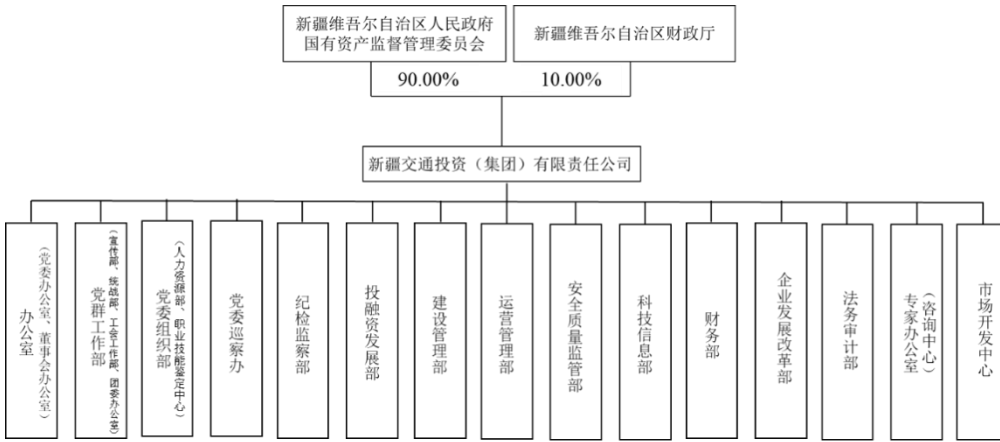 新疆维吾尔自治区人民政府
国有资产监督管理委员会
新疆维吾尔自治区财政厅
90.00%
10.00%
新疆交通投资（集团）有限责任公司
办公室
（党委办公室、董事会办公室）
党群工作部
（宣传部、统战部、工会工作部、团委办公室）
党委组织部
（人力资源部、职业技能鉴定中心）
党委巡察办
纪检监察部
投融资发展部
建设管理部
运营管理部
安全质量监管部
科技信息部
财务部
企业发展改革部
法务审计部
专家办公室
（咨询中心）
市场开发中心